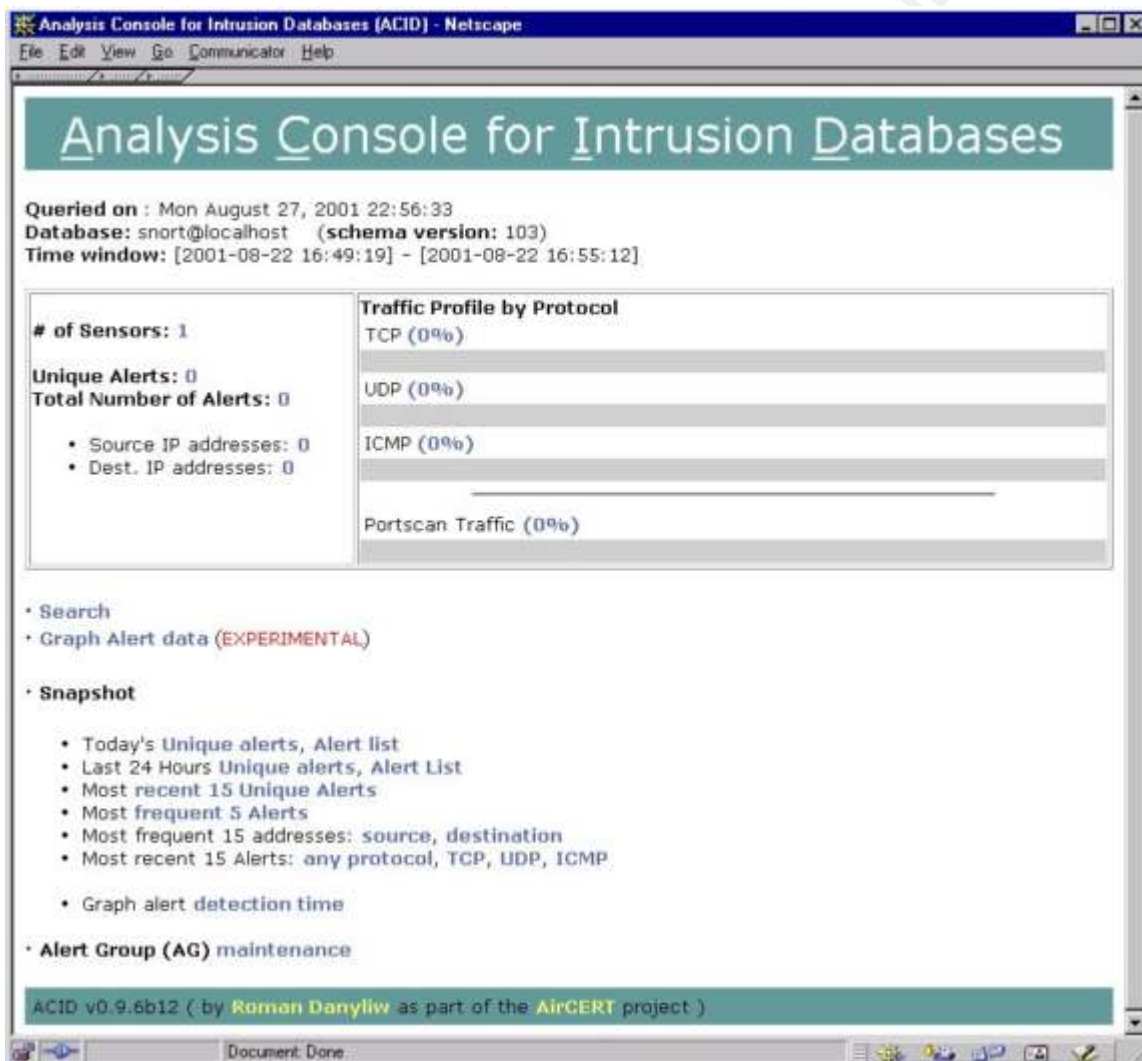 Analysis Console for Intrusion Databases (ACID) - Netscape
File Edit View Go Communicator Help
Analysis Console for Intrusion Databases
Queried on : Mon August 27, 2001 22:56:33
Database: snort@localhost (schema version: 103)
Time window: [2001-08-22 16:49:19] - [2001-08-22 16:55:12]
# of Sensors: 1
Unique Alerts: 0
Total Number of Alerts: 0
• Source IP addresses: 0
• Dest. IP addresses: 0
Traffic Profile by Protocol
TCP (0%)
UDP (0%)
ICMP (0%)
Portscan Traffic (0%)
· Search
· Graph Alert data (EXPERIMENTAL)
· Snapshot
• Today's Unique alerts, Alert list
• Last 24 Hours Unique alerts, Alert List
• Most recent 15 Unique Alerts
• Most frequent 5 Alerts
• Most frequent 15 addresses: source, destination
• Most recent 15 Alerts: any protocol, TCP, UDP, ICMP
• Graph alert detection time
· Alert Group (AG) maintenance
ACID v0.9.6b12 ( by Roman Danyliw as part of the AirCERT project )
Document: Done